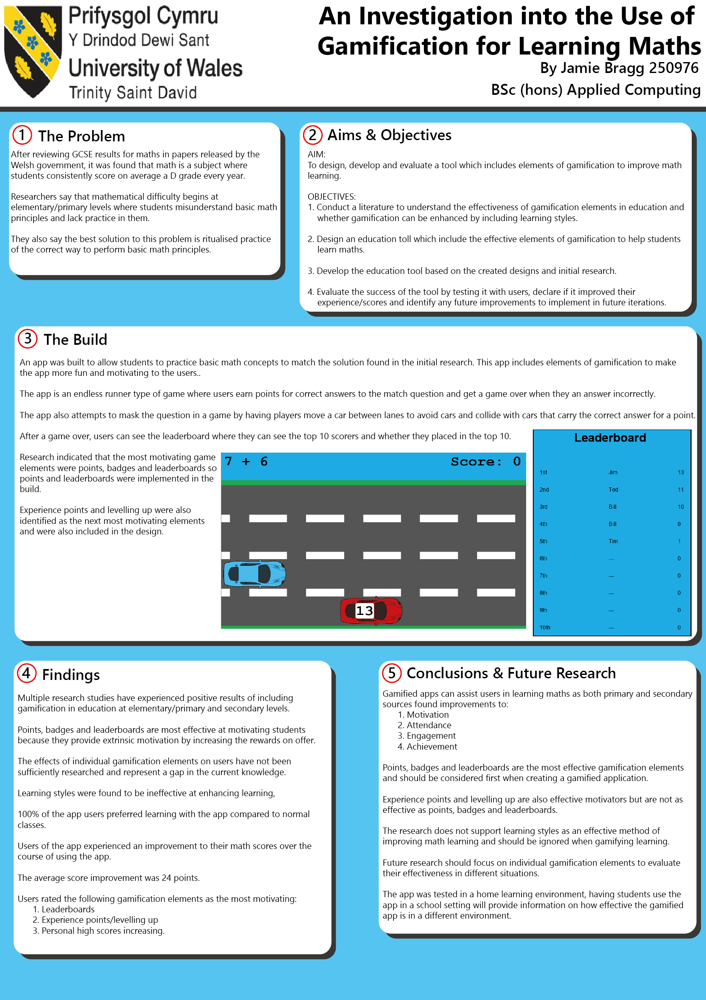 Prifysgol Cymru
Y Drindod Dewi Sant
University of Wales
Trinity Saint David
An Investigation into the Use of
Gamification for Learning Maths
By Jamie Bragg 250976
BSc (hons) Applied Computing
1 The Problem
After reviewing GCSE results for maths in papers released by the
Welsh government, it was found that math is a subject where
students consistently score on average a D grade every year.
Researchers say that mathematical difficulty begins at
elementary/primary levels where students misunderstand basic math
principles and lack practice in them.
They also say the best solution to this problem is ritualised practice
of the correct way to perform basic math principles.
2 Aims & Objectives
AIM:
To design, develop and evaluate a tool which includes elements of gamification to improve math
learning.
OBJECTIVES:
1. Conduct a literature to understand the effectiveness of gamification elements in education and
whether gamification can be enhanced by including learning styles.
2. Design an education toll which include the effective elements of gamification to help students
learn maths.
3. Develop the education tool based on the created designs and initial research.
4. Evaluate the success of the tool by testing it with users, declare if it improved their
experience/scores and identify any future improvements to implement in future iterations.
3 The Build
An app was built to allow students to practice basic math concepts to match the solution found in the initial research. This app includes elements of gamification to make
the app more fun and motivating to the users..
The app is an endless runner type of game where users earn points for correct answers to the match question and get a game over when they an answer incorrectly.
The app also attempts to mask the question in a game by having players move a car between lanes to avoid cars and collide with cars that carry the correct answer for a point.
After a game over, users can see the leaderboard where they can see the top 10 scorers and whether they placed in the top 10.
Research indicated that the most motivating game
elements were points, badges and leaderboards so
points and leaderboards were implemented in the
build.
Experience points and levelling up were also
identified as the next most motivating elements
and were also included in the design.
7 + 6 Score: 0
13
Leaderboard
1st Jim 13
2nd Ted 11
3rd Bill 10
4th Bill 9
5th Tim 1
6th --- 0
7th --- 0
8th --- 0
9th --- 0
10th --- 0
4 Findings
Multiple research studies have experienced positive results of including
gamification in education at elementary/primary and secondary levels.
Points, badges and leaderboards are most effective at motivating students
because they provide extrinsic motivation by increasing the rewards on offer.
The effects of individual gamification elements on users have not been
sufficiently researched and represent a gap in the current knowledge.
Learning styles were found to be ineffective at enhancing learning,
100% of the app users preferred learning with the app compared to normal
classes.
Users of the app experienced an improvement to their math scores over the
course of using the app.
The average score improvement was 24 points.
Users rated the following gamification elements as the most motivating:
1. Leaderboards
2. Experience points/levelling up
3. Personal high scores increasing.
5 Conclusions & Future Research
Gamified apps can assist users in learning maths as both primary and secondary
sources found improvements to:
1. Motivation
2. Attendance
3. Engagement
4. Achievement
Points, badges and leaderboards are the most effective gamification elements
and should be considered first when creating a gamified application.
Experience points and levelling up are also effective motivators but are not as
effective as points, badges and leaderboards.
The research does not support learning styles as an effective method of
improving math learning and should be ignored when gamifying learning.
Future research should focus on individual gamification elements to evaluate
their effectiveness in different situations.
The app was tested in a home learning environment, having students use the
app in a school setting will provide information on how effective the gamified
app is in a different environment.